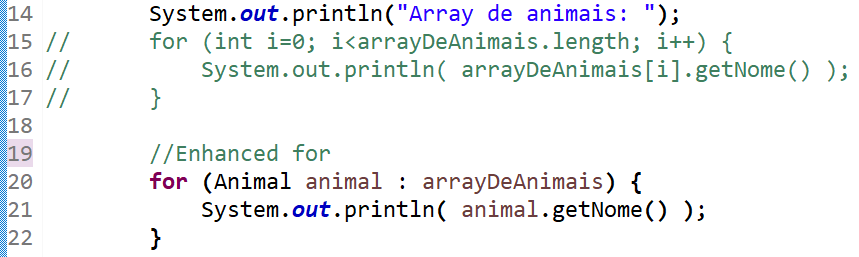 14        System.out.println("Array de animais: ");
15 //      for (int i=0; i<arrayDeAnimais.length; i++) {
16 //          System.out.println( arrayDeAnimais[i].getNome() );
17 //      }
18
19        //Enhanced for
20        for (Animal animal : arrayDeAnimais) {
21            System.out.println( animal.getNome() );
22        }